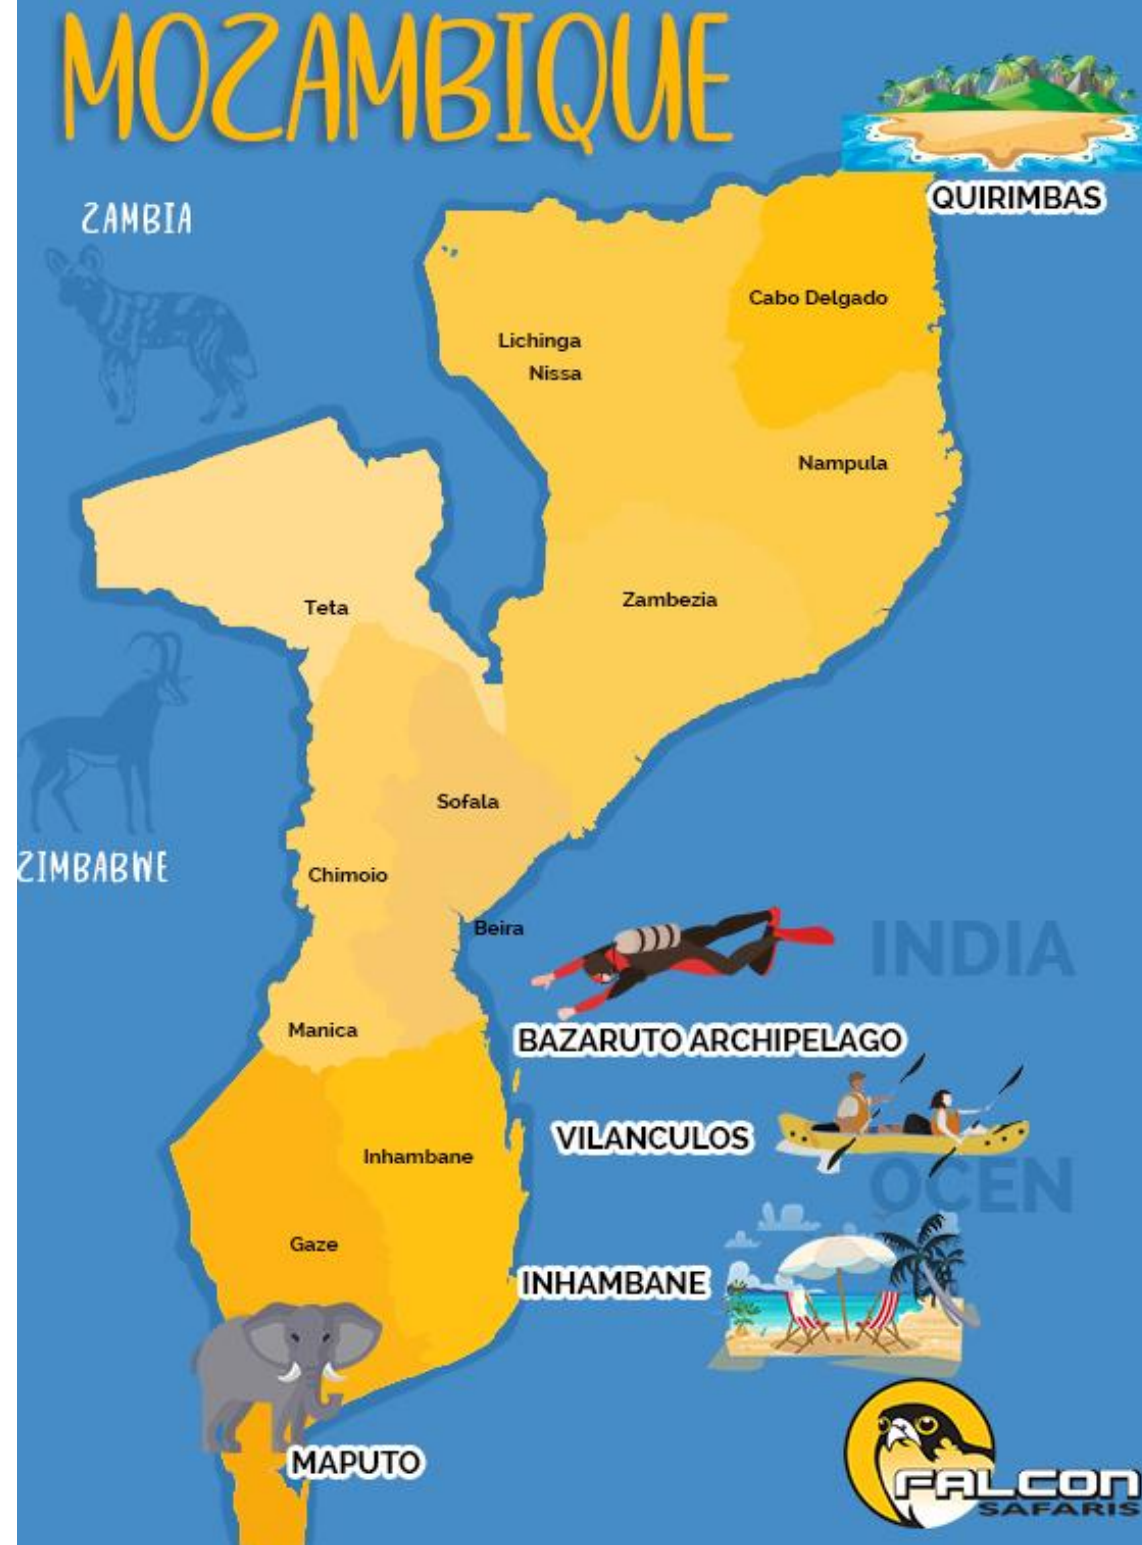 MOZAMBIQUE
QUIRIMBAS
ZAMBIA
Cabo Delgado
Lichinga
Nissa
Nampula
Teta
Zambezia
Sofala
ZIMBABWE
Chimoio
Beira
INDIA
Manica
BAZARUTO ARCHIPELAGO
VILANCULOS
Inhambane
OCEN
Gaze
INHAMBANE
MAPUTO
FALCON
SAFARIS